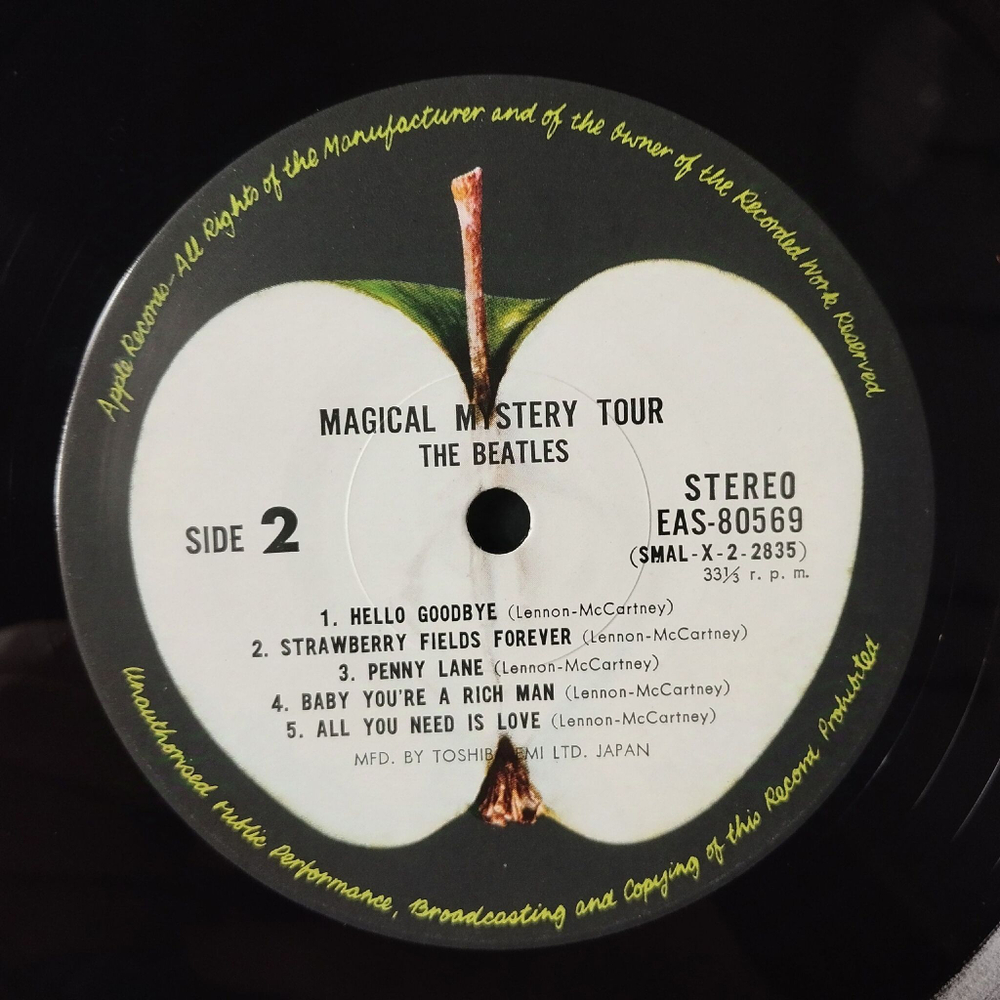 Apple Records-All Rights of the Manufacturer and of the Owner of the Recorded Work Reserved
MAGICAL MYSTERY TOUR
THE BEATLES
STEREO
EAS-80569
(SMAL-X-2-2835)
33⅓ r. p. m.
SIDE 2
1. HELLO GOODBYE (Lennon-McCartney)
2. STRAWBERRY FIELDS FOREVER (Lennon-McCartney)
3. PENNY LANE (Lennon-McCartney)
4. BABY YOU'RE A RICH MAN (Lennon-McCartney)
5. ALL YOU NEED IS LOVE (Lennon-McCartney)
MFD. BY TOSHIBA EMI LTD. JAPAN
Unauthorised Public Performance, Broadcasting and Copying of this Record Prohibited